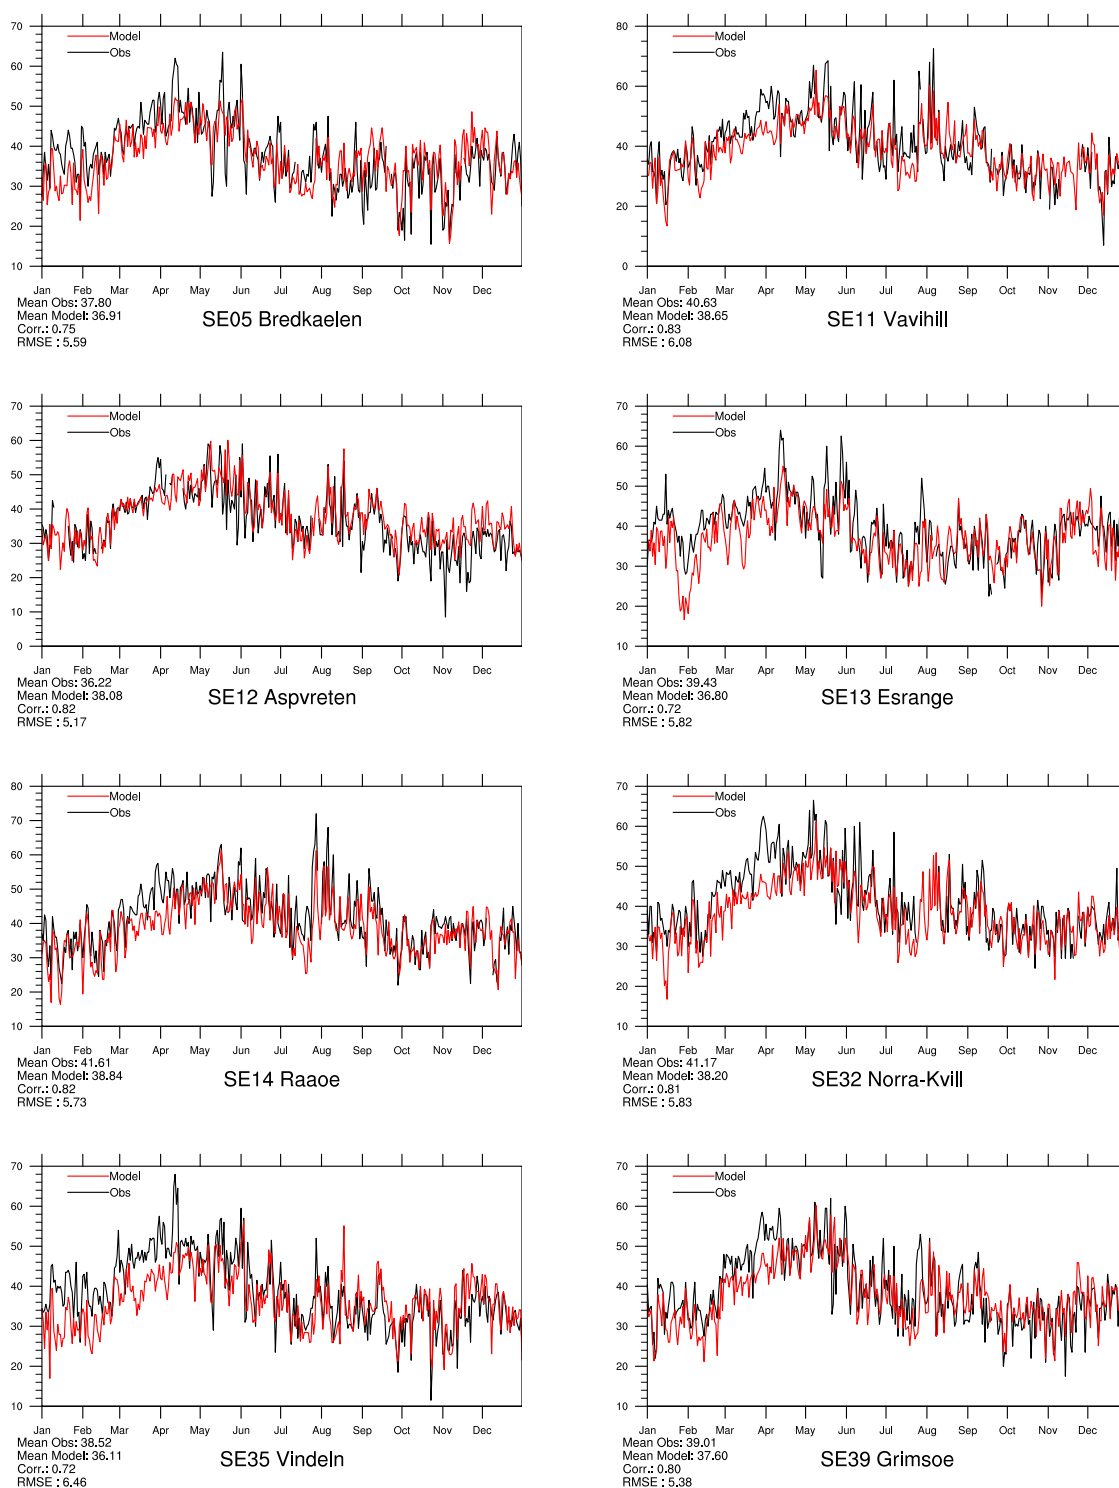 70
60
50
40
30
20
10
Model
Obs
Jan Feb Mar Apr May Jun Jul Aug Sep Oct Nov Dec
Mean Obs: 37.80
Mean Model: 36.91
Corr.: 0.75
RMSE : 5.59
SE05 Bredkaelen
80
60
40
20
0
Model
Obs
Jan Feb Mar Apr May Jun Jul Aug Sep Oct Nov Dec
Mean Obs: 40.63
Mean Model: 38.65
Corr.: 0.83
RMSE : 6.08
SE11 Vavihill
70
60
50
40
30
20
10
0
Model
Obs
Jan Feb Mar Apr May Jun Jul Aug Sep Oct Nov Dec
Mean Obs: 36.22
Mean Model: 38.08
Corr.: 0.82
RMSE : 5.17
SE12 Aspvreten
70
60
50
40
30
20
10
Model
Obs
Jan Feb Mar Apr May Jun Jul Aug Sep Oct Nov Dec
Mean Obs: 39.43
Mean Model: 36.80
Corr.: 0.72
RMSE : 5.82
SE13 Esrange
80
70
60
50
40
30
20
10
Model
Obs
Jan Feb Mar Apr May Jun Jul Aug Sep Oct Nov Dec
Mean Obs: 41.61
Mean Model: 38.84
Corr.: 0.82
RMSE : 5.73
SE14 Raaoe
70
60
50
40
30
20
10
Model
Obs
Jan Feb Mar Apr May Jun Jul Aug Sep Oct Nov Dec
Mean Obs: 41.17
Mean Model: 38.20
Corr.: 0.81
RMSE : 5.83
SE32 Norra-Kvill
70
60
50
40
30
20
10
Model
Obs
Jan Feb Mar Apr May Jun Jul Aug Sep Oct Nov Dec
Mean Obs: 38.52
Mean Model: 36.11
Corr.: 0.72
RMSE : 6.46
SE35 Vindeln
70
60
50
40
30
20
10
Model
Obs
Jan Feb Mar Apr May Jun Jul Aug Sep Oct Nov Dec
Mean Obs: 39.01
Mean Model: 37.60
Corr.: 0.80
RMSE : 5.38
SE39 Grimsoe